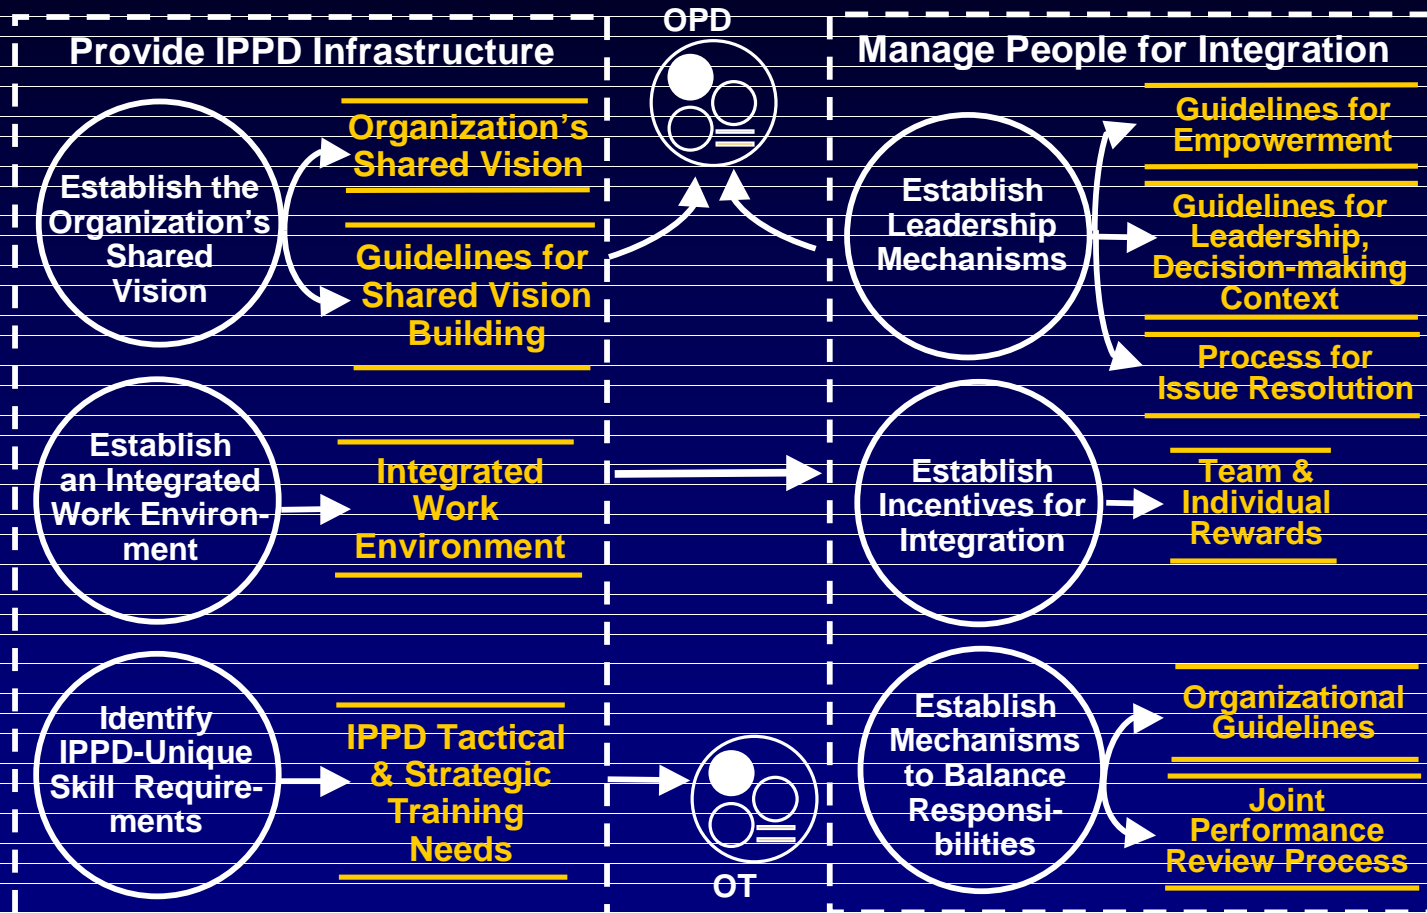 Provide IPPD Infrastructure
Establish the
Organization's
Shared
Vision
Organization's
Shared Vision
Guidelines for
Shared Vision
Building
Establish
an Integrated
Work Environ-
ment
Integrated
Work
Environment
Identify
IPPD-Unique
Skill Require-
ments
IPPD Tactical
& Strategic
Training
Needs
OPD
OT
Manage People for Integration
Establish
Leadership
Mechanisms
Guidelines for
Empowerment
Guidelines for
Leadership,
Decision-making
Context
Process for
Issue Resolution
Establish
Incentives for
Integration
Team &
Individual
Rewards
Establish
Mechanisms
to Balance
Responsi-
bilities
Organizational
Guidelines
Joint
Performance
Review Process